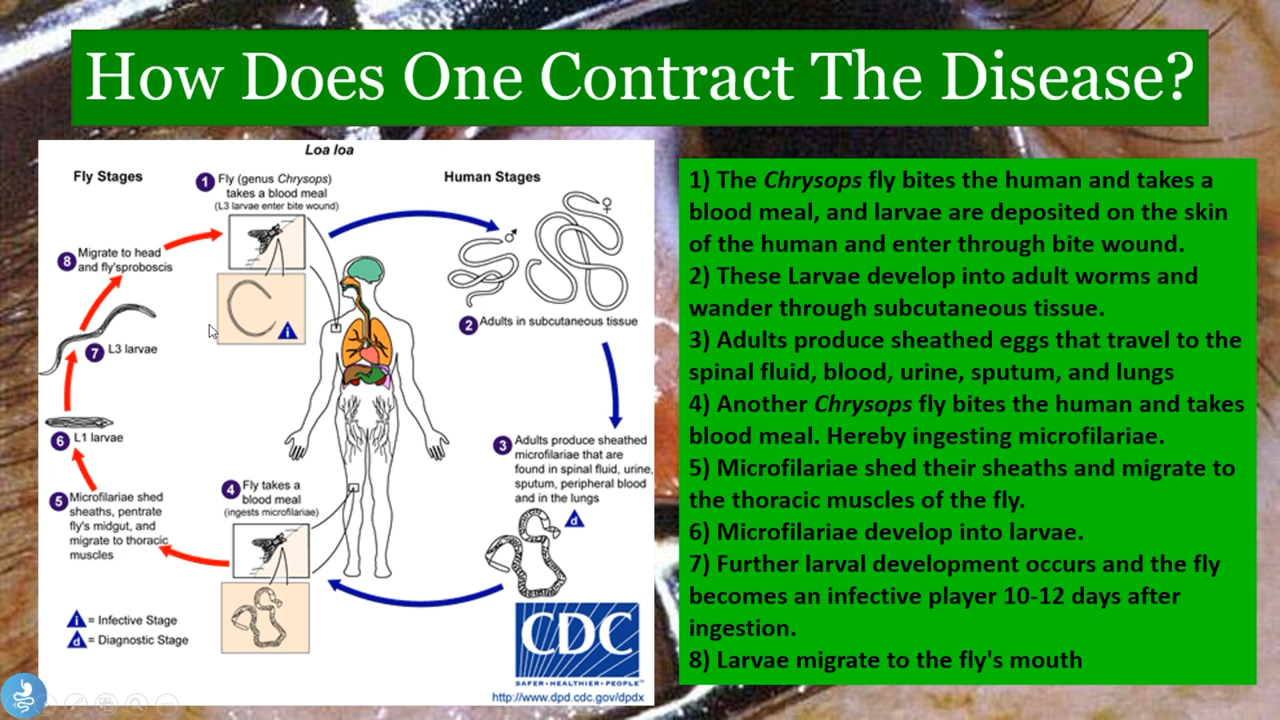 How Does One Contract The Disease?
Loa loa
Fly Stages
Human Stages
1 Fly (genus Chrysops)
takes a blood meal
(L3 larvae enter bite wound)
8 Migrate to head
and fly'sproboscis
i
2 Adults in subcutaneous tissue
7 L3 larvae
6 L1 larvae
3 Adults produce sheathed
microfilariae that are
found in spinal fluid, urine,
sputum, peripheral blood
and in the lungs
d
4 Fly takes a
blood meal
(ingests microfilariae)
5 Microfilariae shed
sheaths, pentrate
fly's midgut, and
migrate to thoracic
muscles
i = Infective Stage
d = Diagnostic Stage
CDC
SAFER·HEALTHIER·PEOPLE™
http://www.dpd.cdc.gov/dpdx
1) The Chrysops fly bites the human and takes a
blood meal, and larvae are deposited on the skin
of the human and enter through bite wound.
2) These Larvae develop into adult worms and
wander through subcutaneous tissue.
3) Adults produce sheathed eggs that travel to the
spinal fluid, blood, urine, sputum, and lungs
4) Another Chrysops fly bites the human and takes
blood meal. Hereby ingesting microfilariae.
5) Microfilariae shed their sheaths and migrate to
the thoracic muscles of the fly.
6) Microfilariae develop into larvae.
7) Further larval development occurs and the fly
becomes an infective player 10-12 days after
ingestion.
8) Larvae migrate to the fly's mouth